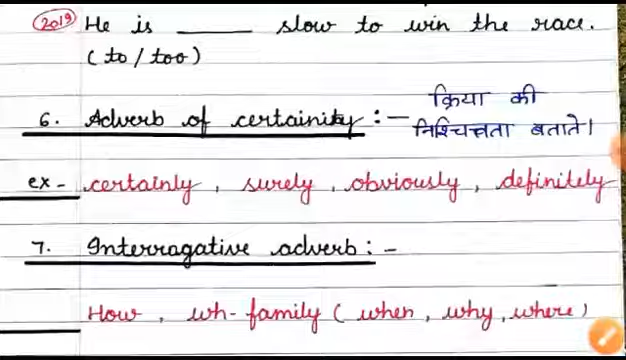 2019 He is ______ slow to win the race.
(to / too)
6. Adverb of certainity :- क्रिया की
निश्चित्तता बताते।
ex - certainly, surely, obviously, definitely
7. Interragative adverb : -
How, wh- family ( when, why, where)